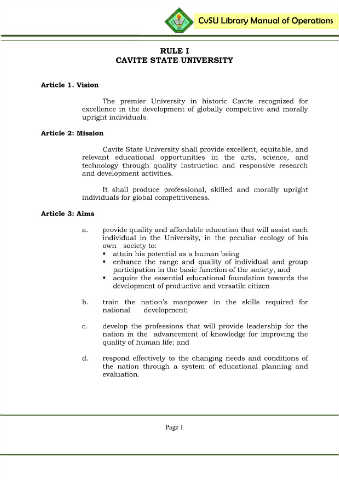 CvSU Library Manual of Operations
RULE I
CAVITE STATE UNIVERSITY
Article 1. Vision
The premier University in historic Cavite recognized for
excellence in the development of globally competitive and morally
upright individuals.
Article 2: Mission
Cavite State University shall provide excellent, equitable, and
relevant educational opportunities in the arts, science, and
technology through quality instruction and responsive research
and development activities.
It shall produce professional, skilled and morally upright
individuals for global competitiveness.
Article 3: Aims
a. provide quality and affordable education that will assist each
individual in the University, in the peculiar ecology of his
own society to:
▪ attain his potential as a human being
▪ enhance the range and quality of individual and group
participation in the basic function of the society, and
▪ acquire the essential educational foundation towards the
development of productive and versatile citizen
b. train the nation's manpower in the skills required for
national development;
c. develop the professions that will provide leadership for the
nation in the advancement of knowledge for improving the
quality of human life; and
d. respond effectively to the changing needs and conditions of
the nation through a system of educational planning and
evaluation.
Page 1